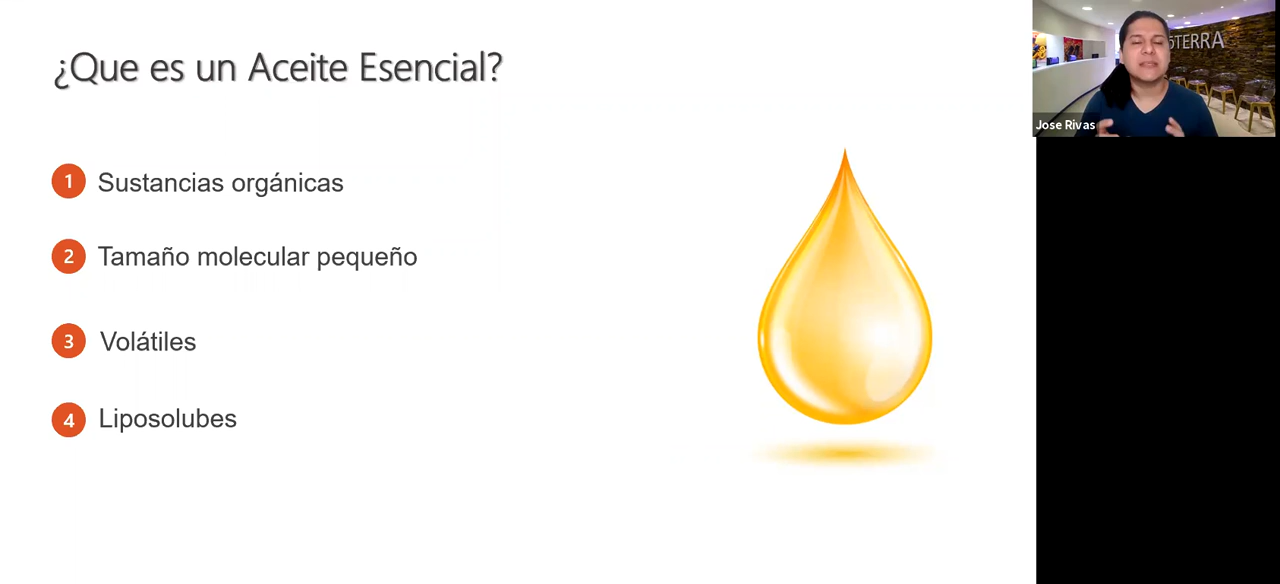 ¿Que es un Aceite Esencial?
1 Sustancias orgánicas
2 Tamaño molecular pequeño
3 Volátiles
4 Liposolubes
ōTERRA
Jose Rivas